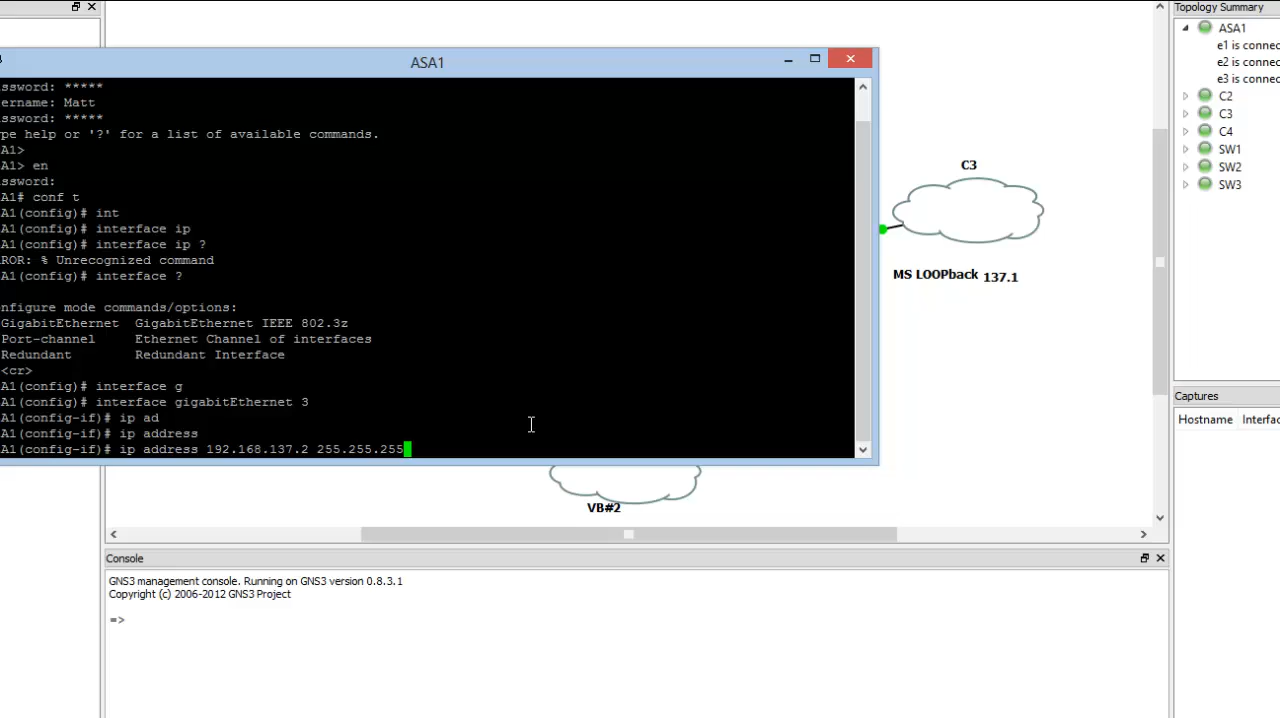 Topology Summary
ASA1
ASA1
e1 is connec
e2 is connec
e3 is connec
C2
C3
C4
SW1
SW2
SW3
ssword: *****
ername: Matt
ssword: *****
pe help or '?' for a list of available commands.
A1>
A1> en
ssword:
A1# conf t
A1(config)# int
A1(config)# interface ip
A1(config)# interface ip ?
ROR: % Unrecognized command
A1(config)# interface ?
onfigure mode commands/options:
GigabitEthernet GigabitEthernet IEEE 802.3z
Port-channel Ethernet Channel of interfaces
Redundant Redundant Interface
<cr>
A1(config)# interface g
A1(config)# interface gigabitEthernet 3
A1(config-if)# ip ad
A1(config-if)# ip address
A1(config-if)# ip address 192.168.137.2 255.255.255
C3
MS LOOPback 137.1
VB#2
Captures
Hostname Interfac
Console
GNS3 management console. Running on GNS3 version 0.8.3.1
Copyright (c) 2006-2012 GNS3 Project
=>